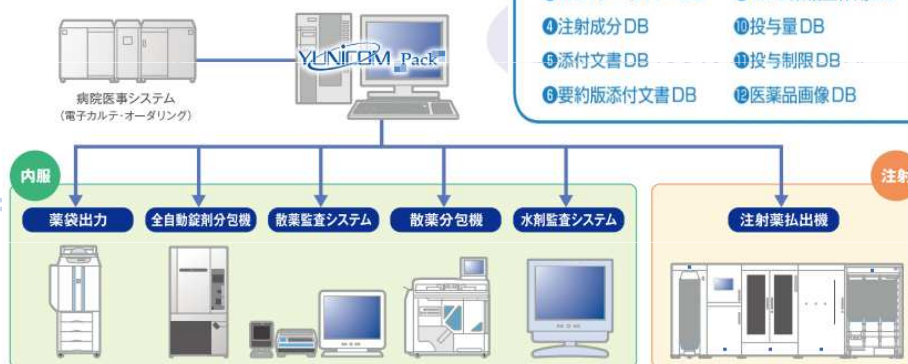 ❹注射成分DB
❿投与量DB
❺添付文書DB
⓫投与制限DB
❻要約版添付文書DB
⓬医薬品画像DB
YUNiCOM Pack
病院医事システム
(電子カルテ・オーダリング)
内服
注射
薬袋出力
全自動錠剤分包機
散薬監査システム
散薬分包機
水剤監査システム
注射薬払出機